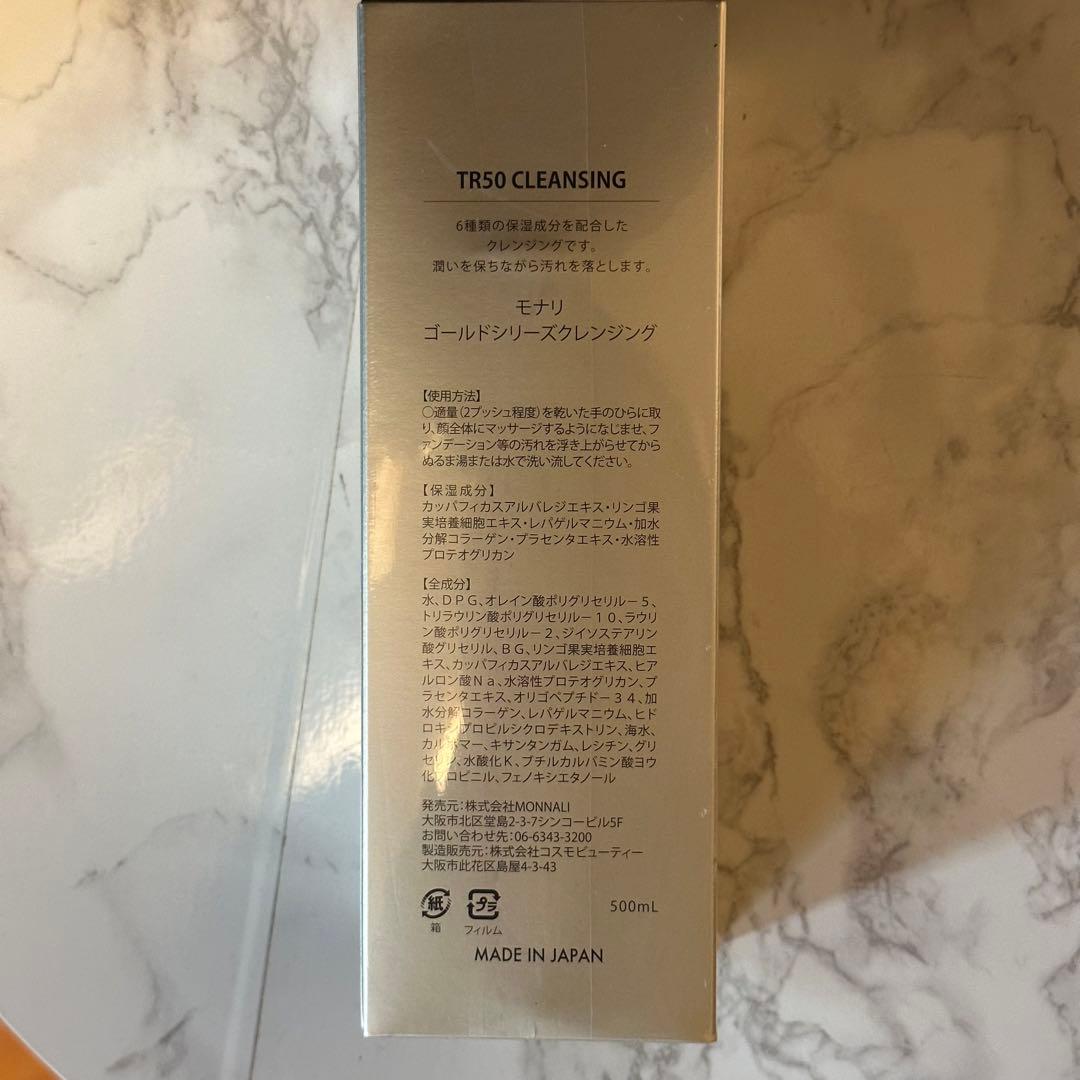 TR50 CLEANSING
6種類の保湿成分を配合した
クレンジングです。
潤いを保ちながら汚れを落とします。
モナリ
ゴールドシリーズクレンジング
【使用方法】
○適量(2プッシュ程度)を乾いた手のひらに取
り、顔全体にマッサージするようになじませ、フ
ァンデーション等の汚れを浮き上がらせてから
ぬるま湯または水で洗い流してください。
【保湿成分】
カッパフィカスアルバレジエキス・リンゴ果
実培養細胞エキス・レパゲルマニウム・加水
分解コラーゲン・プラセンタエキス・水溶性
プロテオグリカン
【全成分】
水、DPG、オレイン酸ポリグリセリル－5、
トリラウリン酸ポリグリセリル－10、ラウリ
ン酸ポリグリセリル－2、ジイソステアリン
酸グリセリル、BG、リンゴ果実培養細胞エ
キス、カッパフィカスアルバレジエキス、ヒア
ルロン酸Na、水溶性プロテオグリカン、プ
ラセンタエキス、オリゴペプチド－34、加
水分解コラーゲン、レパゲルマニウム、ヒド
ロキシプロピルシクロデキストリン、海水、
カルボマー、キサンタンガム、レシチン、グリ
セリン、水酸化K、ブチルカルバミン酸ヨウ
化プロピニル、フェノキシエタノール
発売元：株式会社MONNALI
大阪市北区堂島2-3-7シンコービル5F
お問い合わせ先：06-6343-3200
製造販売元：株式会社コスモビューティー
大阪市此花区島屋4-3-43
紙 プラ 500mL
箱 フィルム
MADE IN JAPAN